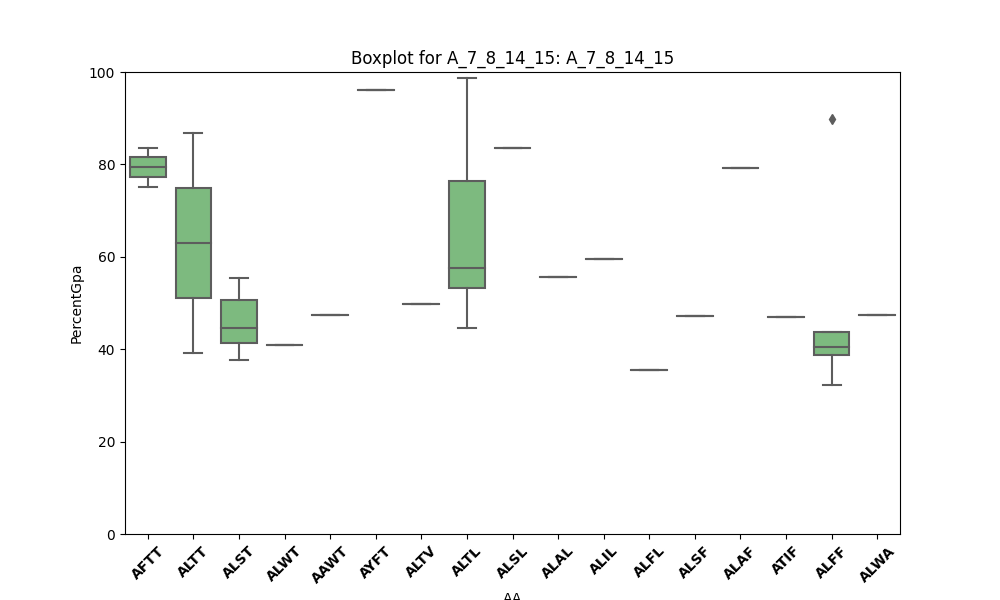 Boxplot for A_7_8_14_15: A_7_8_14_15
100
80
60
40
20
0
PercentGpa
AFTT ALTT ALST ALWT AAWT AYFT ALTV ALTL ALSL ALAL ALIL ALFL ALSF ALAF ATIF ALFF ALWA
AA